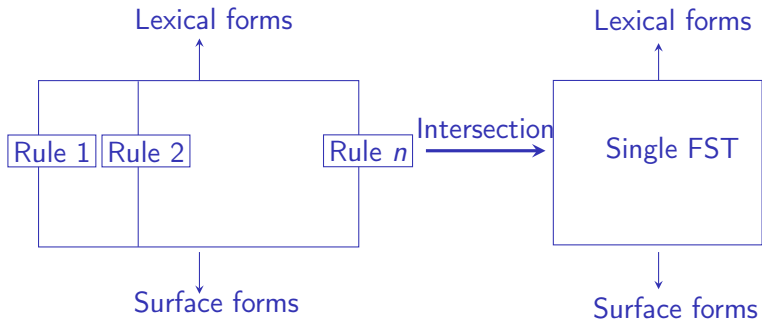 Lexical forms
Rule 1
Rule 2
Rule n
Surface forms
Intersection
Lexical forms
Single FST
Surface forms